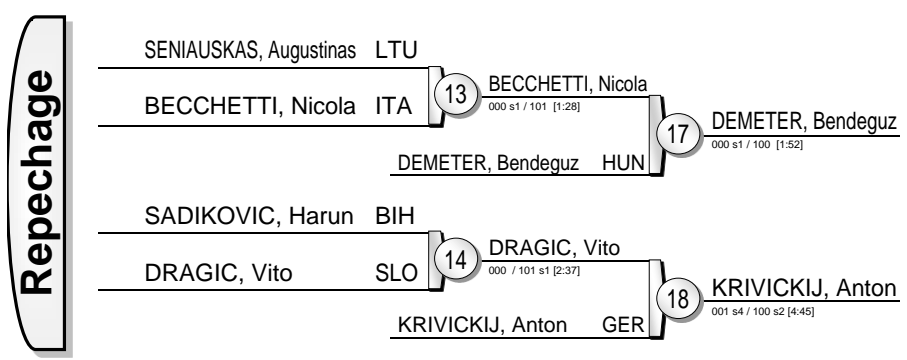 Repechage
SENIAUSKAS, Augustinas LTU
13
BECCHETTI, Nicola
000 s1 / 101 [1:28]
BECCHETTI, Nicola ITA
17
DEMETER, Bendeguz
000 s1 / 100 [1:52]
DEMETER, Bendeguz HUN
SADIKOVIC, Harun BIH
14
DRAGIC, Vito
000 / 101 s1 [2:37]
DRAGIC, Vito SLO
18
KRIVICKIJ, Anton
001 s4 / 100 s2 [4:45]
KRIVICKIJ, Anton GER